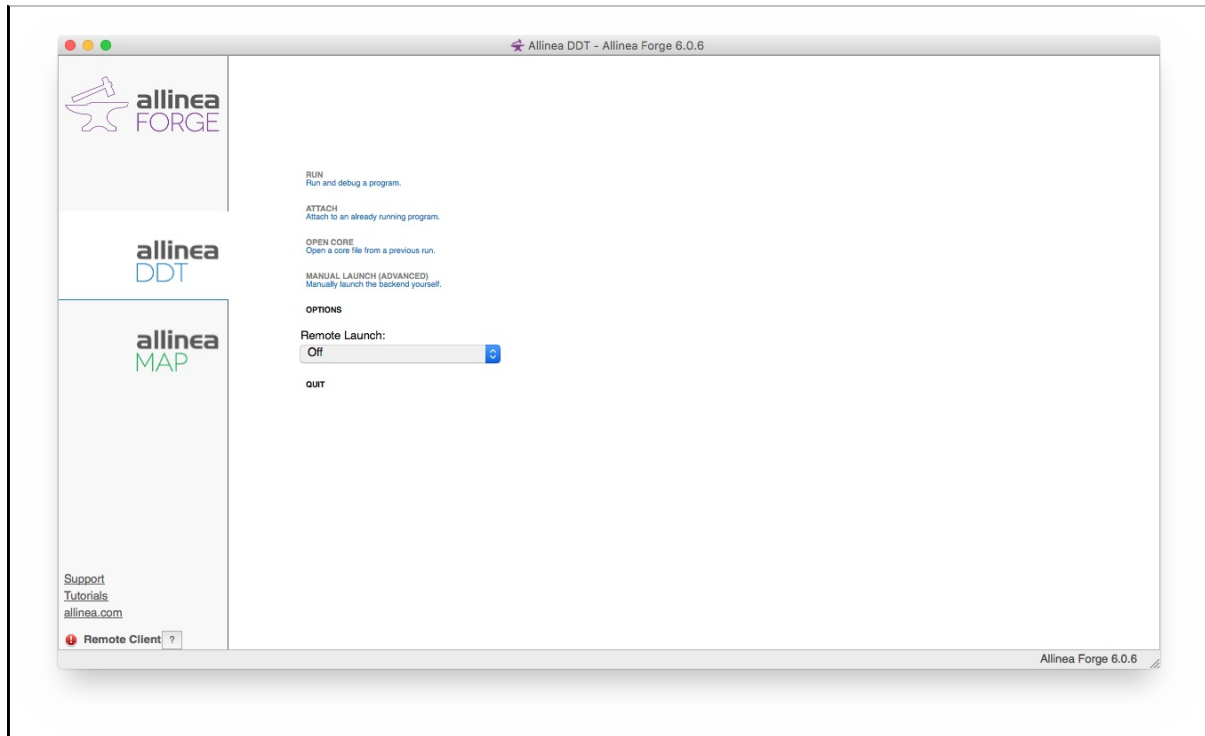 Allinea DDT - Allinea Forge 6.0.6
allinea
FORGE
allinea
DDT
allinea
MAP
RUN
Run and debug a program.
ATTACH
Attach to an already running program.
OPEN CORE
Open a core file from a previous run.
MANUAL LAUNCH (ADVANCED)
Manually launch the backend yourself.
OPTIONS
Remote Launch:
Off
QUIT
Support
Tutorials
allinea.com
Remote Client ?
Allinea Forge 6.0.6